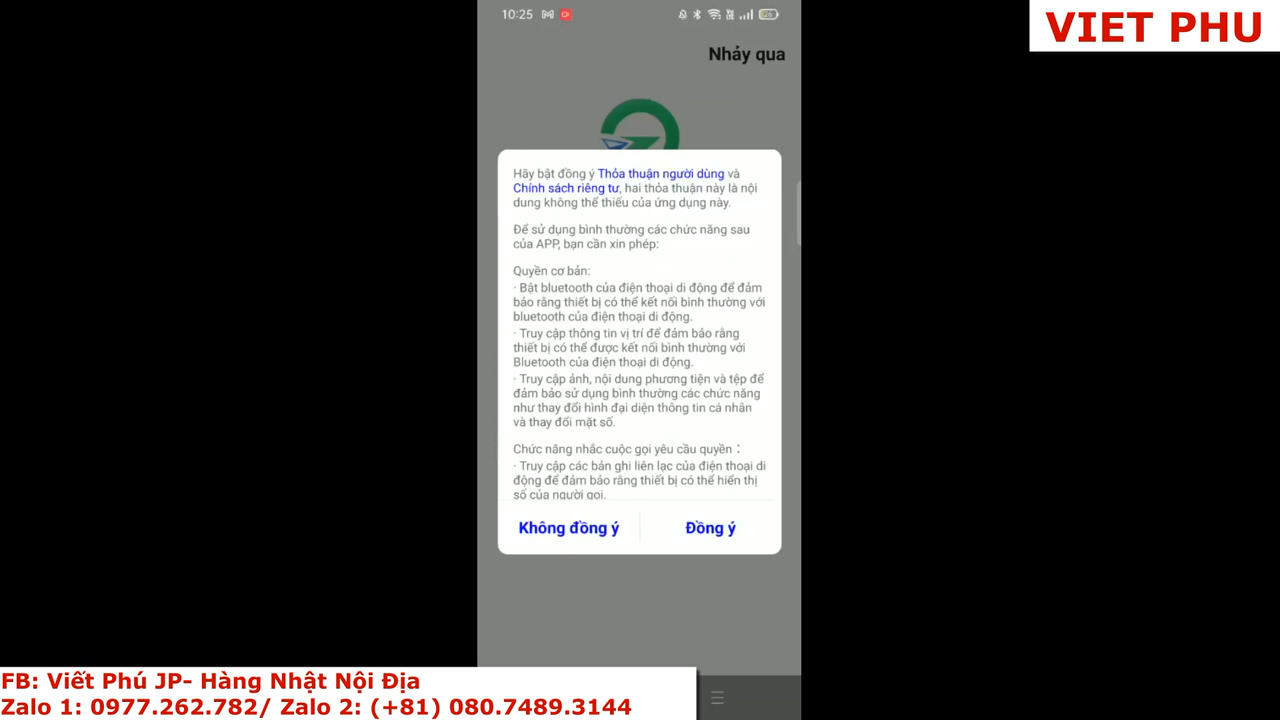 VIET PHU
10:25
Nhảy qua
Hãy bật đồng ý Thỏa thuận người dùng và
Chính sách riêng tư, hai thỏa thuận này là nội
dung không thể thiếu của ứng dụng này.
Để sử dụng bình thường các chức năng sau
của APP, bạn cần xin phép:
Quyền cơ bản:
· Bật bluetooth của điện thoại di động để đảm
bảo rằng thiết bị có thể kết nối bình thường với
bluetooth của điện thoại di động.
· Truy cập thông tin vị trí để đảm bảo rằng
thiết bị có thể được kết nối bình thường với
Bluetooth của điện thoại di động.
· Truy cập ảnh, nội dung phương tiện và tệp để
đảm bảo sử dụng bình thường các chức năng
như thay đổi hình đại diện thông tin cá nhân
và thay đổi mặt số.
Chức năng nhắc cuộc gọi yêu cầu quyền：
· Truy cập các bản ghi liên lạc của điện thoại di
động để đảm bảo rằng thiết bị có thể hiển thị
số của người gọi.
Không đồng ý
Đồng ý
FB: Viết Phú JP- Hàng Nhật Nội Địa
Zalo 1: 0977.262.782/ Zalo 2: (+81) 080.7489.3144